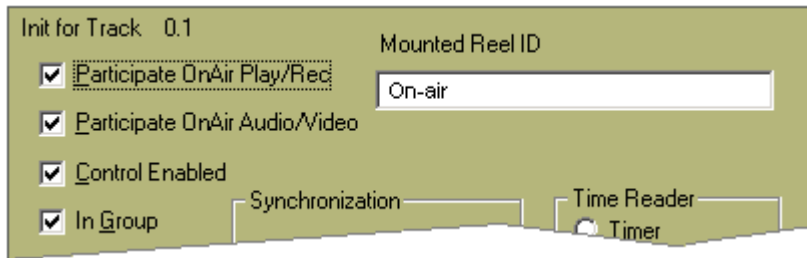 Init for Track 0.1
Mounted Reel ID
Participate OnAir Play/Rec
On-air
Participate OnAir Audio/Video
Control Enabled
Synchronization
Time Reader
In Group
Timer